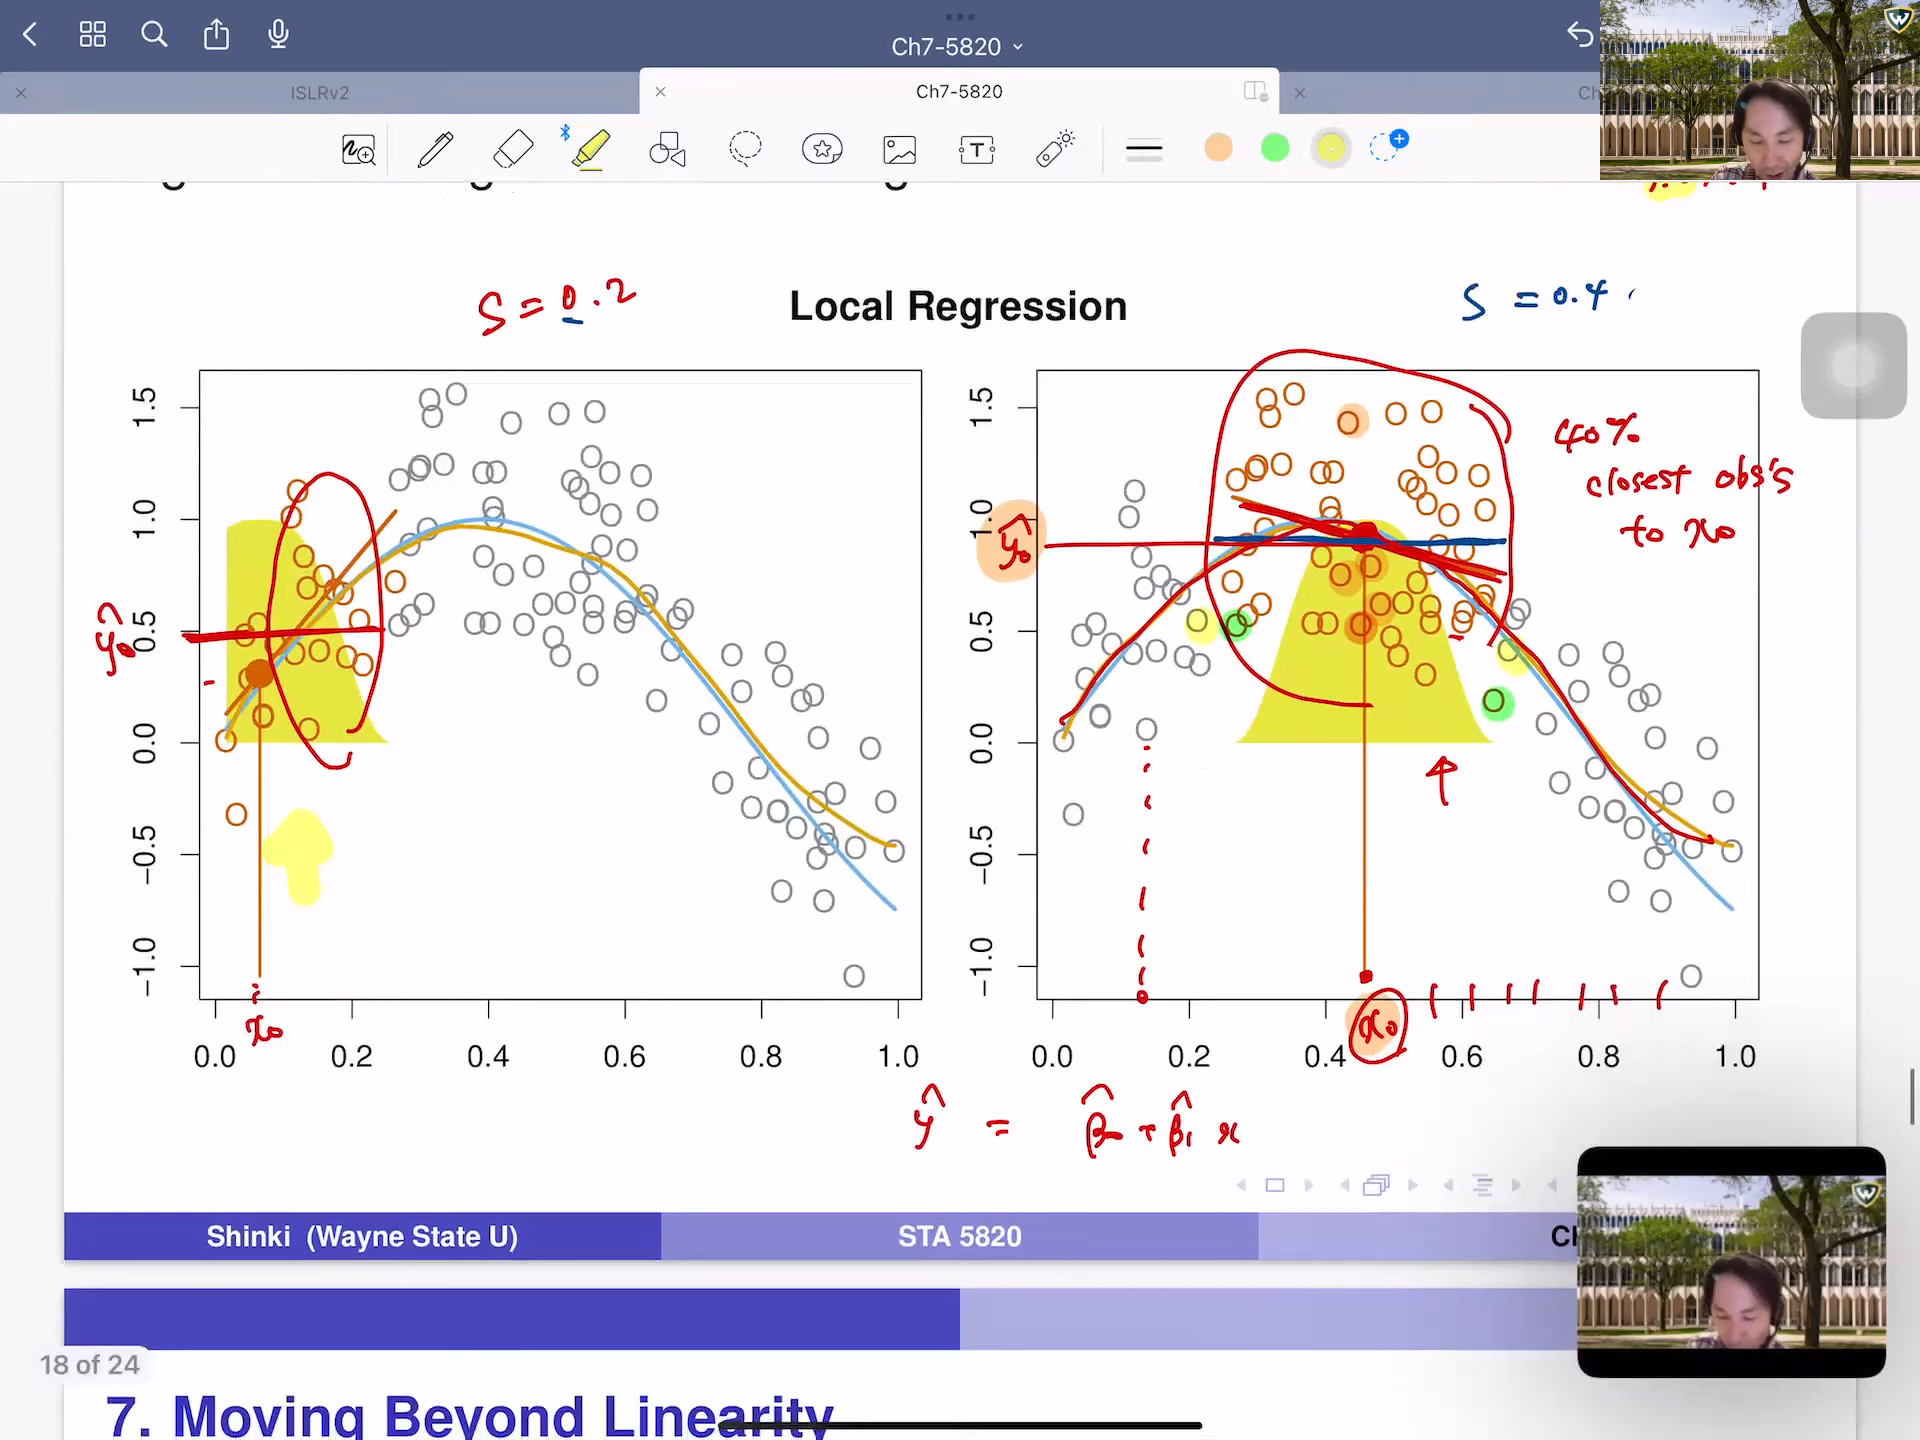 Ch7-5820
ISLRv2
Ch7-5820
Ch
T
S = 0.2
Local Regression
S = 0.4
1.5
1.0
0.5
0.0
−0.5
−1.0
ŷ₀
x₀
0.0 0.2 0.4 0.6 0.8 1.0
1.5
1.0
0.5
0.0
−0.5
−1.0
ŷ₀
40%
closest obs's
to x₀
x₀
0.0 0.2 0.4 0.6 0.8 1.0
ŷ = β̂₀ + β̂₁ x
Shinki (Wayne State U)
STA 5820
18 of 24
7. Moving Beyond Linearity